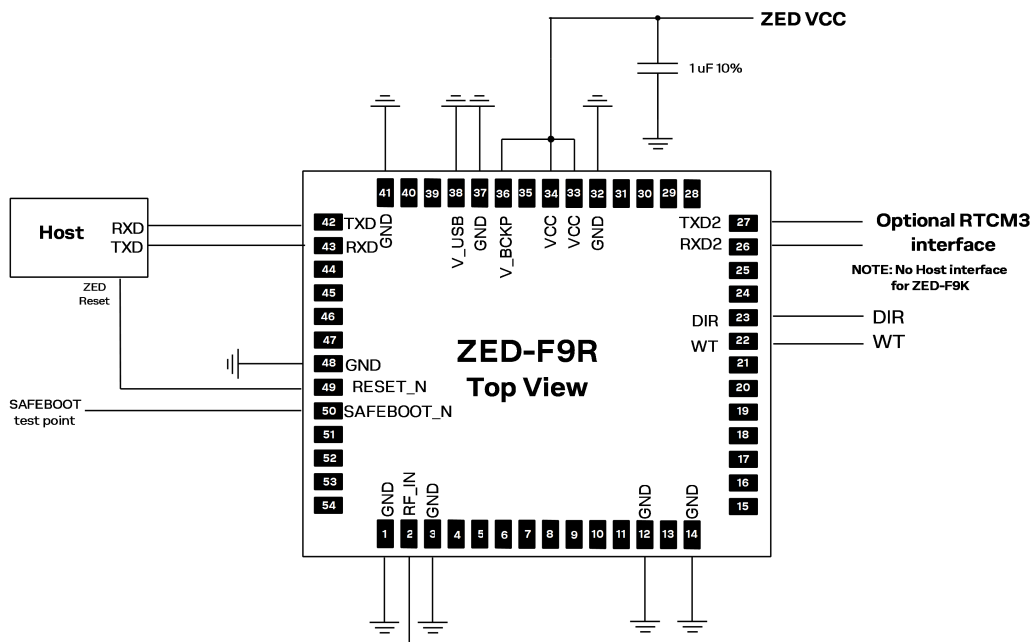 ZED VCC
1 uF 10%
41 40 39 38 37 36 35 34 33 32 31 30 29 28
GND
V_USB
GND
V_BCKP
VCC
VCC
GND
Host
RXD
TXD
ZED
Reset
42 TXD
43 RXD
44
45
46
47
48 GND
49 RESET_N
50 SAFEBOOT_N
51
52
53
54
SAFEBOOT
test point
ZED-F9R
Top View
TXD2 27
RXD2 26
25
24
DIR 23
WT 22
21
20
19
18
17
16
15
Optional RTCM3
interface
NOTE: No Host interface
for ZED-F9K
DIR
WT
GND
RF_IN
GND
GND
GND
1 2 3 4 5 6 7 8 9 10 11 12 13 14